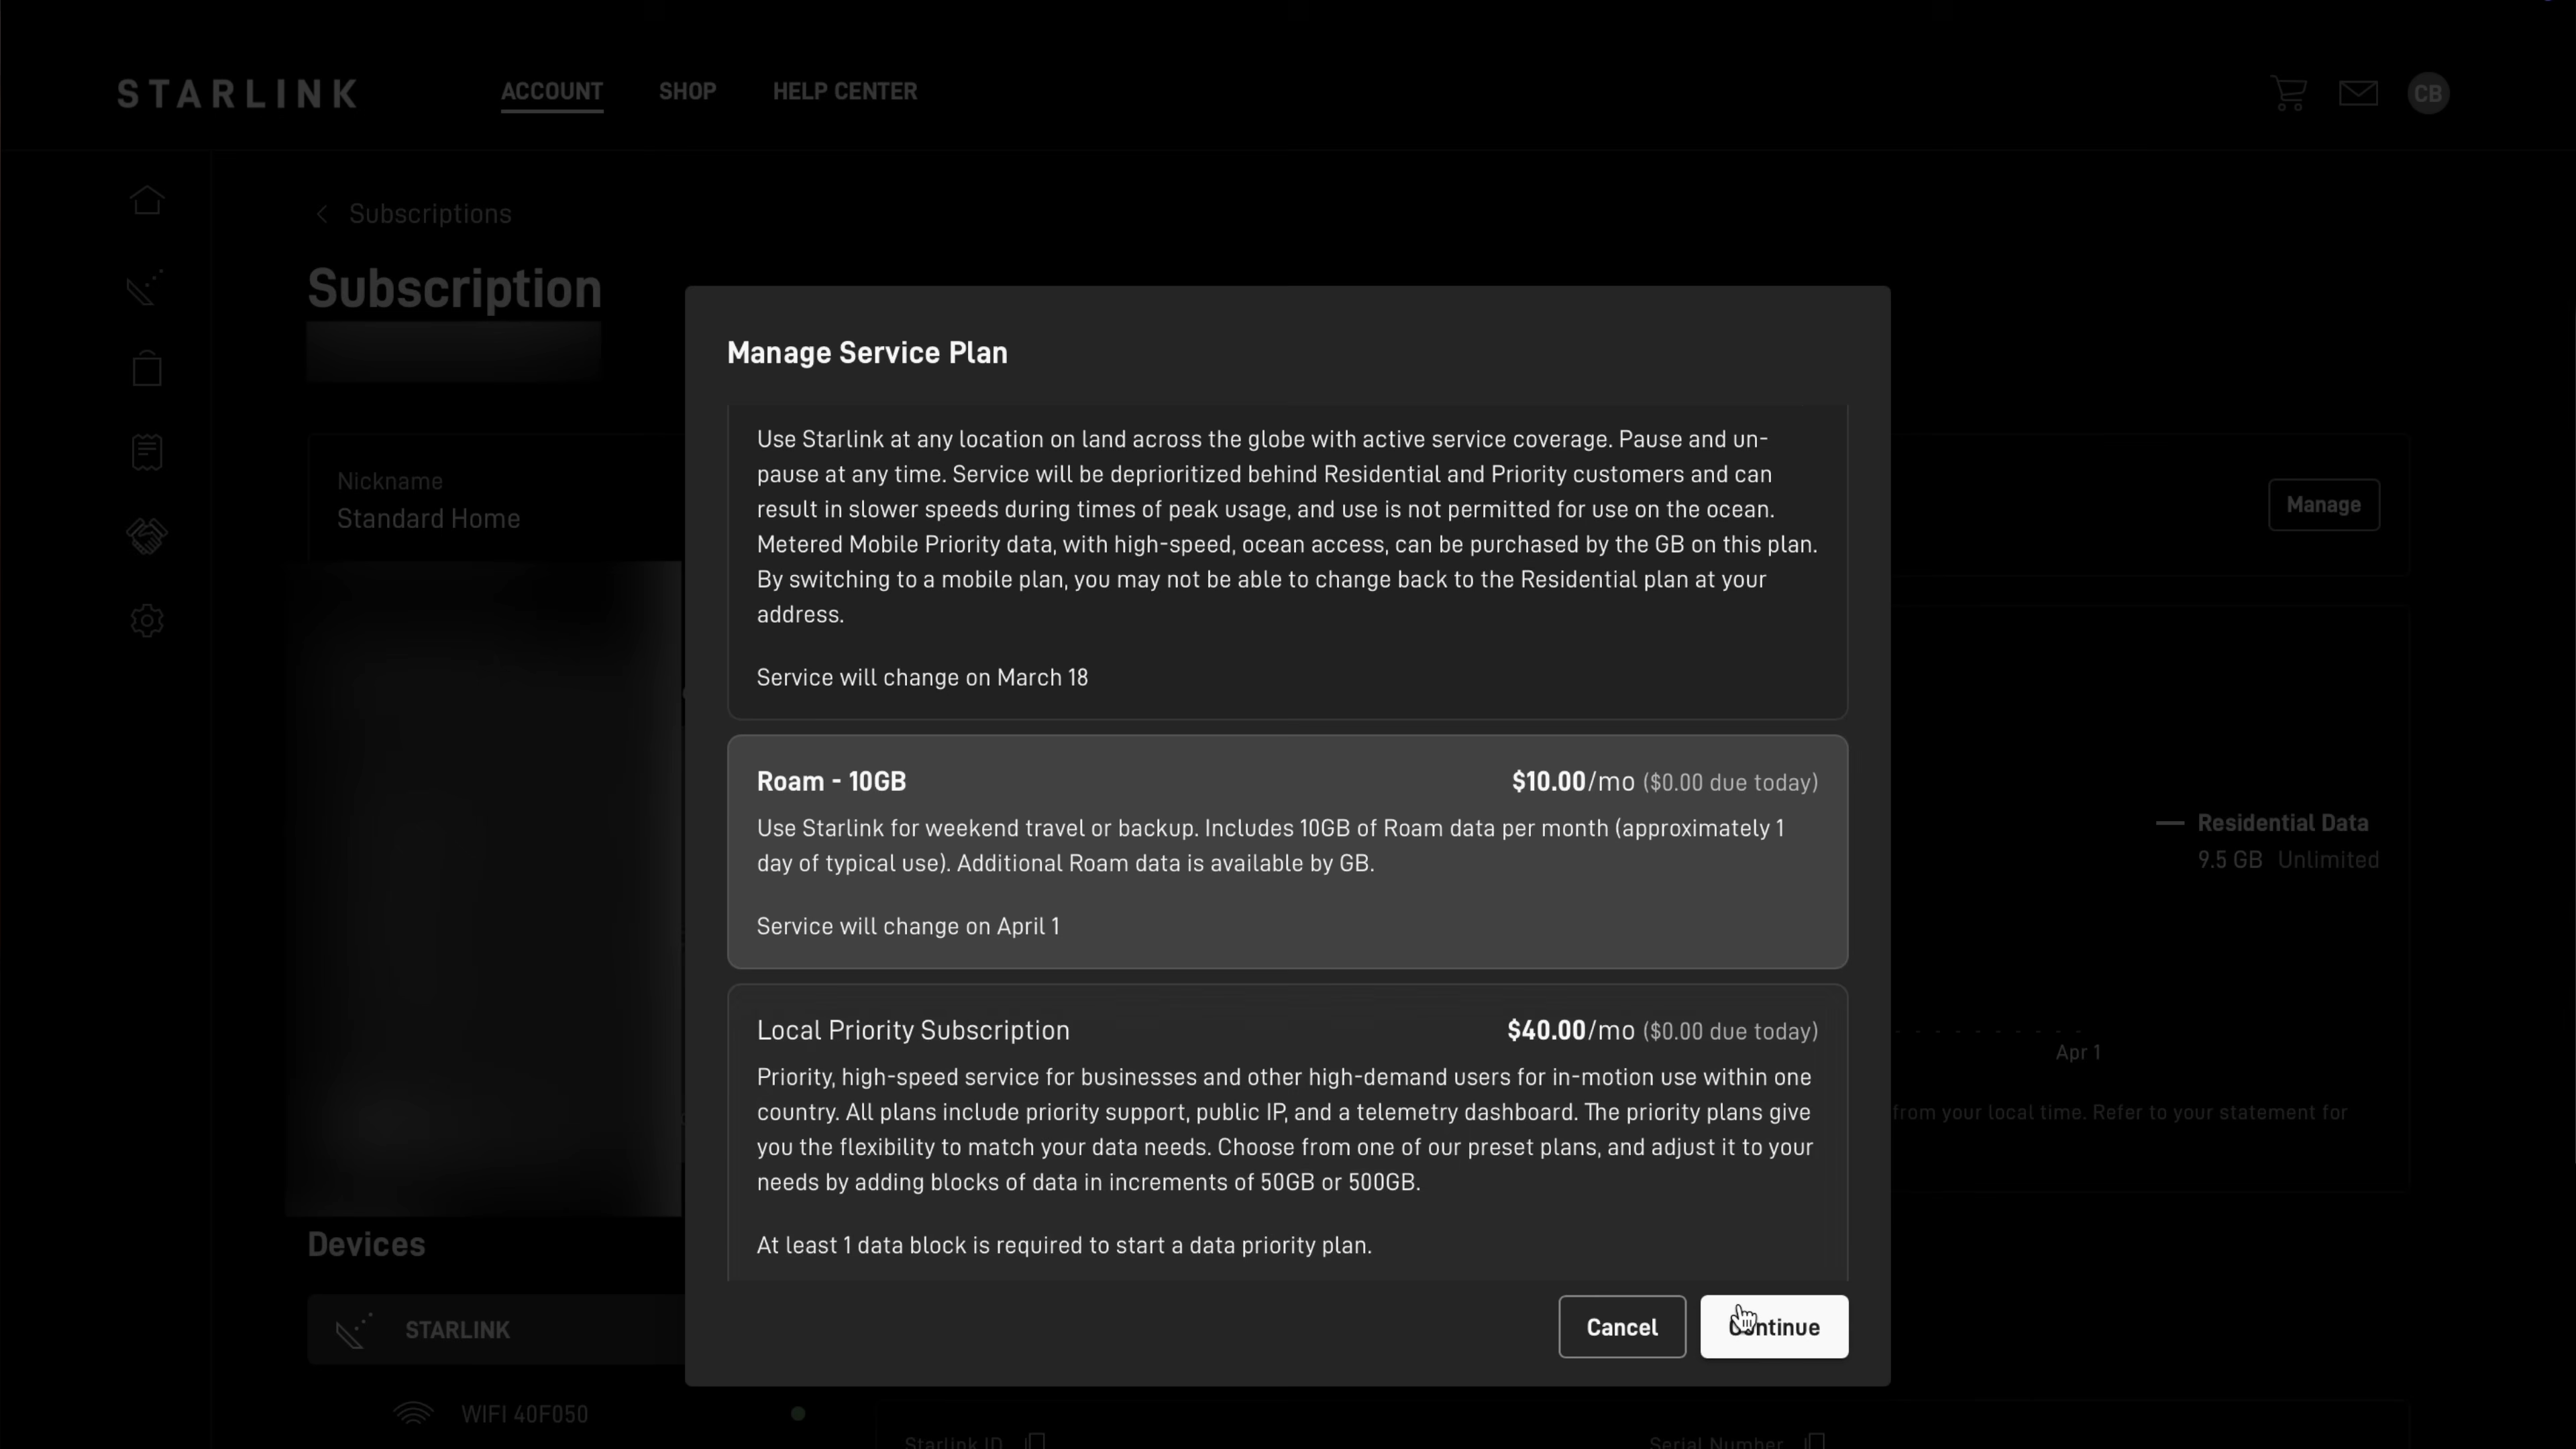 STARLINK
ACCOUNT
SHOP
HELP CENTER
CB
Subscriptions
Subscription
Nickname
Standard Home
Manage
Manage Service Plan
Use Starlink at any location on land across the globe with active service coverage. Pause and un-
pause at any time. Service will be deprioritized behind Residential and Priority customers and can
result in slower speeds during times of peak usage, and use is not permitted for use on the ocean.
Metered Mobile Priority data, with high-speed, ocean access, can be purchased by the GB on this plan.
By switching to a mobile plan, you may not be able to change back to the Residential plan at your
address.
Service will change on March 18
Roam - 10GB
$10.00/mo ($0.00 due today)
Use Starlink for weekend travel or backup. Includes 10GB of Roam data per month (approximately 1
day of typical use). Additional Roam data is available by GB.
Service will change on April 1
Local Priority Subscription
$40.00/mo ($0.00 due today)
Priority, high-speed service for businesses and other high-demand users for in-motion use within one
country. All plans include priority support, public IP, and a telemetry dashboard. The priority plans give
you the flexibility to match your data needs. Choose from one of our preset plans, and adjust it to your
needs by adding blocks of data in increments of 50GB or 500GB.
At least 1 data block is required to start a data priority plan.
Cancel
Continue
Residential Data
9.5 GB Unlimited
Apr 1
from your local time. Refer to your statement for
Devices
STARLINK
WIFI 40F050
Starlink ID
Serial Number